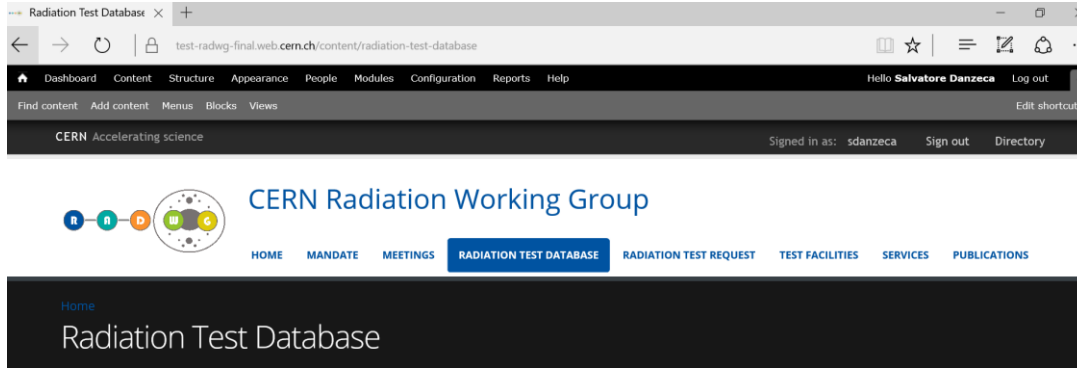 Radiation Test Database
test-radwg-final.web.cern.ch/content/radiation-test-database
Dashboard Content Structure Appearance People Modules Configuration Reports Help Hello Salvatore Danzeca Log out
Find content Add content Menus Blocks Views Edit shortcut
CERN Accelerating science Signed in as: sdanzeca Sign out Directory
R A D W G
CERN Radiation Working Group
HOME MANDATE MEETINGS RADIATION TEST DATABASE RADIATION TEST REQUEST TEST FACILITIES SERVICES PUBLICATIONS
Home
Radiation Test Database